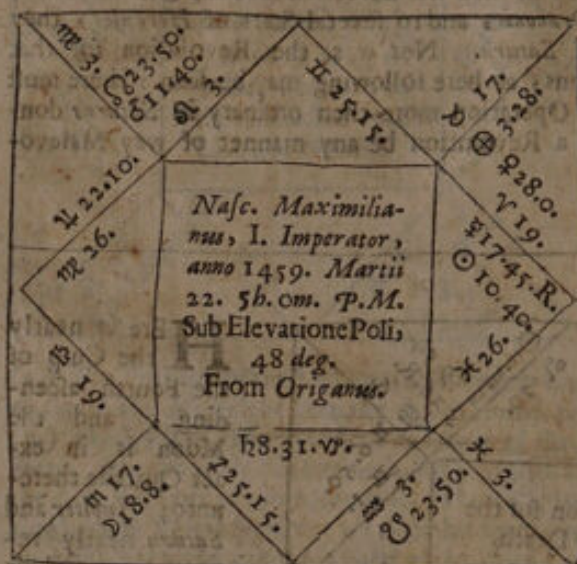 ♍ 3.
☊ 23.50.
♂ 11.40.
♌ 3.
♊ 25.15.
♉ 17.
⊕ 3.28.
♀ 28.0.
♃ 22.10.
♍ 26.
Nasc. Maximilia-
nus, I. Imperator,
anno 1459. Martii
22. 5h. 0m. P.M.
Sub Elevatione Poli,
48 deg.
From Origanus.
♈ 19.
☿ 17.45. R.
☉ 10.40.
♓ 26.
♎ 19.
♏ 17.
☽ 18.8.
♐ 25.15.
♄ 8.31. ♑.
3.
☋ 23.50.
♓ 3.